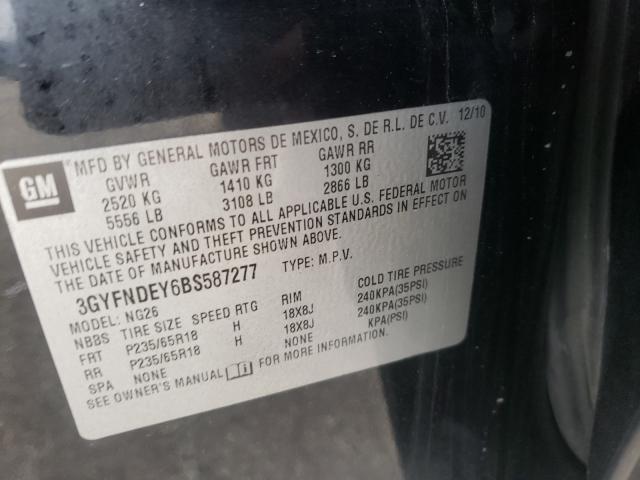 GM
MFD BY GENERAL MOTORS DE MEXICO, S. DE R.L. DE C.V. 12/10
GVWR GAWR FRT GAWR RR
2520 KG 1410 KG 1300 KG
5556 LB 3108 LB 2866 LB
THIS VEHICLE CONFORMS TO ALL APPLICABLE U.S. FEDERAL MOTOR
VEHICLE SAFETY AND THEFT PREVENTION STANDARDS IN EFFECT ON
THE DATE OF MANUFACTURE SHOWN ABOVE.
3GYFNDEY6BS587277 TYPE: M.P.V.
MODEL: NG26
NBBS TIRE SIZE SPEED RTG RIM COLD TIRE PRESSURE
FRT P235/65R18 H 18X8J 240KPA(35PSI)
RR P235/65R18 H 18X8J 240KPA(35PSI)
SPA NONE NONE KPA(PSI)
SEE OWNER'S MANUAL FOR MORE INFORMATION.